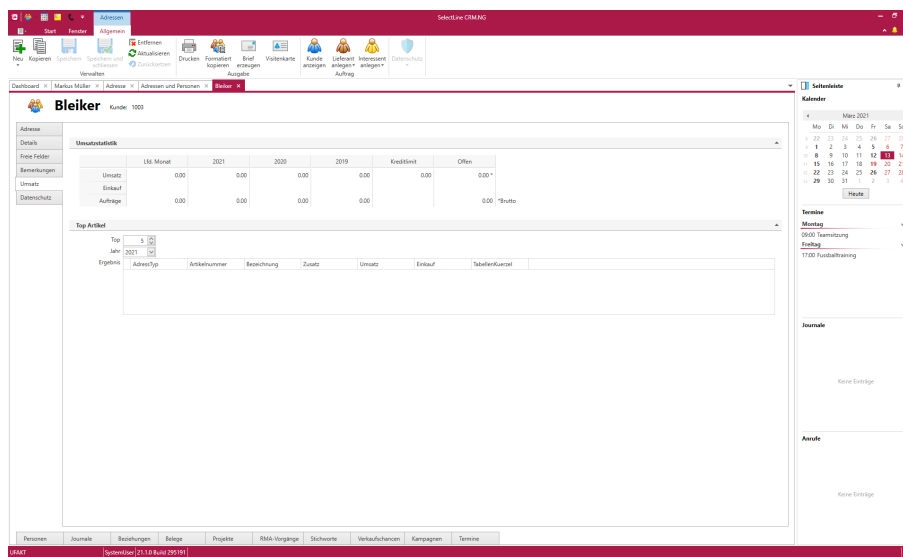 Adressen
SelectLine CRM.NG
Start Fenster Allgemein
Neu Kopieren Speichern Speichern und schliessen
Entfernen
Aktualisieren
Zurücksetzen
Verwalten
Drucken Formatiert kopieren Brief erzeugen Visitenkarte
Ausgabe
Kunde anzeigen Lieferant anlegen Interessent anlegen
Auftrag
Datenschutz
Dashboard × Markus Müller × Adresse × Adressen und Personen × Bleiker ×
Bleiker Kunde: 1003
Adresse
Details
Freie Felder
Bemerkungen
Umsatz
Datenschutz
Umsatzstatistik
Lfd. Monat 2021 2020 2019 Kreditlimit Offen
Umsatz 0.00 0.00 0.00 0.00 0.00 0.00 *
Einkauf
Aufträge 0.00 0.00 0.00 0.00 0.00 *Brutto
Top Artikel
Top 5
Jahr 2021
Ergebnis
AdressTyp Artikelnummer Bezeichnung Zusatz Umsatz Einkauf TabellenKuerzel
Seitenleiste
Kalender
März 2021
Mo Di Mi Do Fr Sa So
22 23 24 25 26 27 28
1 2 3 4 5 6 7
8 9 10 11 12 13 14
15 16 17 18 19 20 21
22 23 24 25 26 27 28
29 30 31 1 2 3 4
Heute
Termine
Montag
09:00 Teamsitzung
Freitag
17:00 Fussballtraining
Journale
Keine Einträge
Anrufe
Keine Einträge
Personen Journale Beziehungen Belege Projekte RMA-Vorgänge Stichworte Verkaufschancen Kampagnen Termine
UFAKT SystemUser 21.1.0 Build 295191